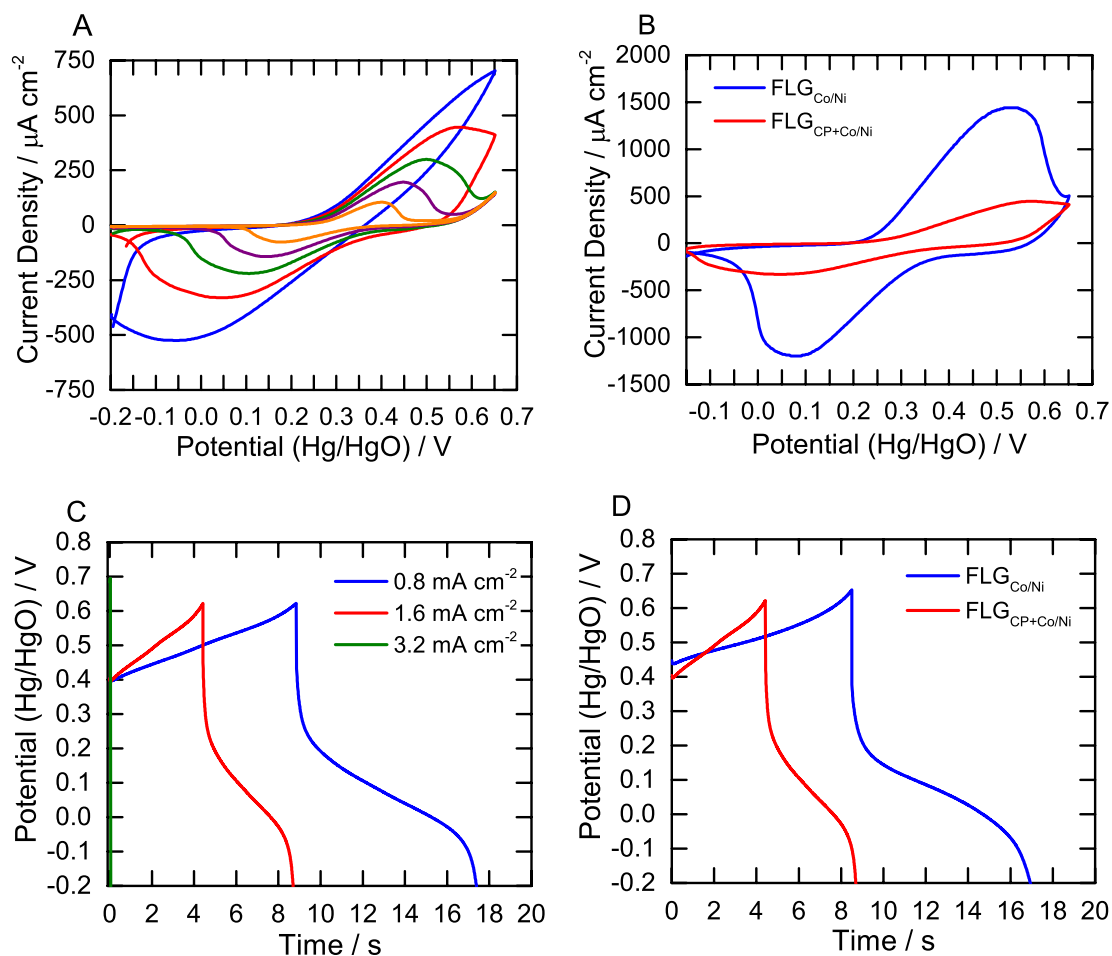 A
Current Density / μA cm-2
750
500
250
0
-250
-500
-750
-0.2 -0.1 0.0 0.1 0.2 0.3 0.4 0.5 0.6 0.7
Potential (Hg/HgO) / V
B
Current Density / μA cm-2
2000
1500
1000
500
0
-500
-1000
-1500
FLGCo/Ni
FLGCP+Co/Ni
-0.1 0.0 0.1 0.2 0.3 0.4 0.5 0.6 0.7
Potential (Hg/HgO) / V
C
Potential (Hg/HgO) / V
0.8
0.7
0.6
0.5
0.4
0.3
0.2
0.1
0.0
-0.1
-0.2
0.8 mA cm-2
1.6 mA cm-2
3.2 mA cm-2
0 2 4 6 8 10 12 14 16 18 20
Time / s
D
Potential (Hg/HgO) / V
0.8
0.7
0.6
0.5
0.4
0.3
0.2
0.1
0.0
-0.1
-0.2
FLGCo/Ni
FLGCP+Co/Ni
0 2 4 6 8 10 12 14 16 18 20
Time / s